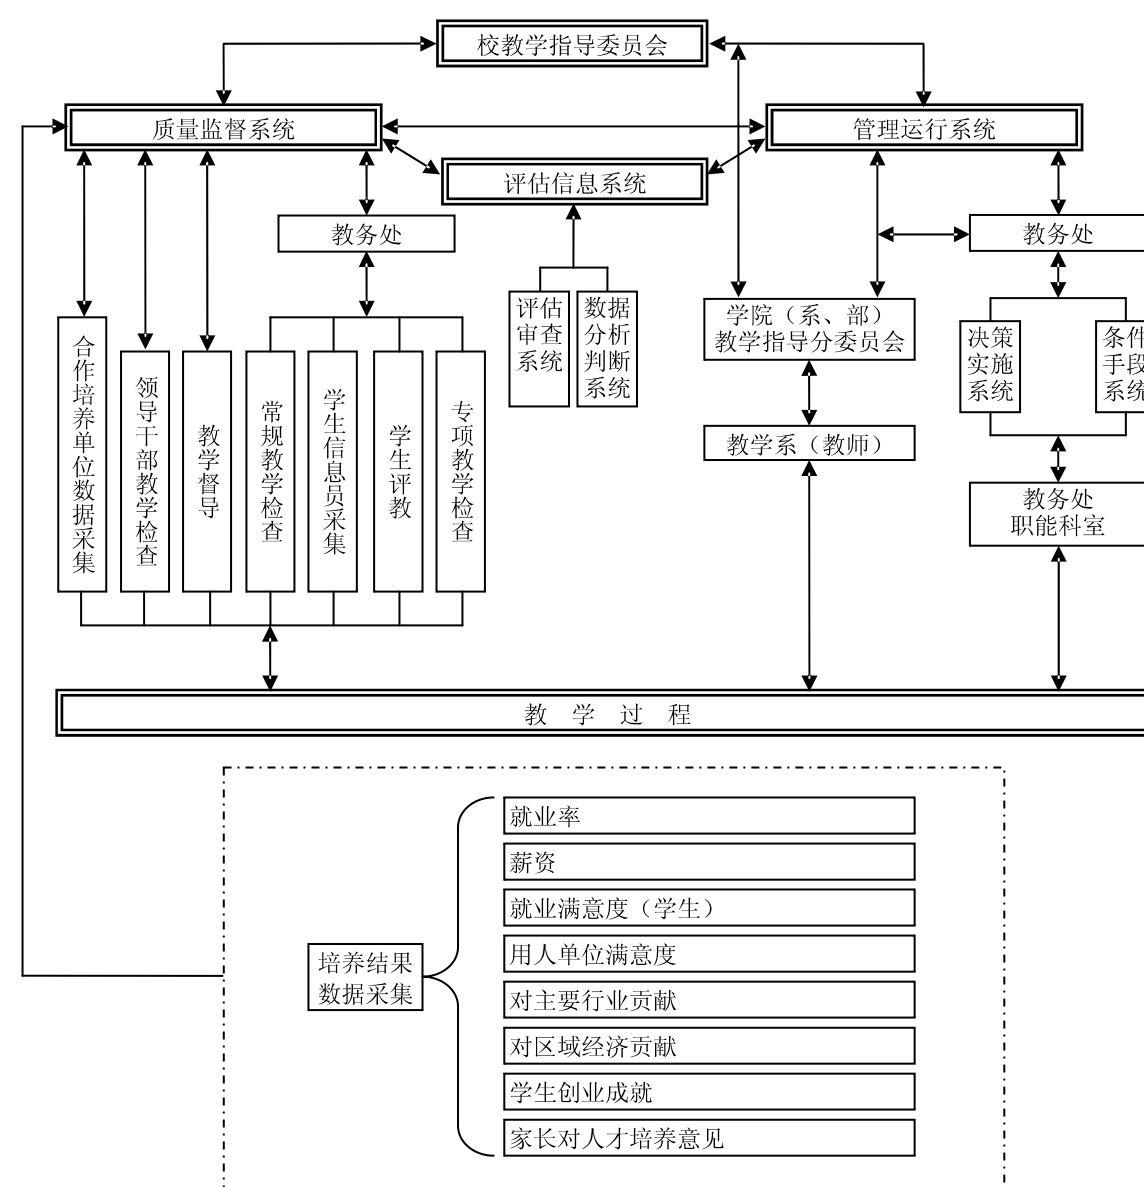 校教学指导委员会
质量监督系统
管理运行系统
评估信息系统
教务处
教务处
评估
审查
系统
数据
分析
判断
系统
学院（系、部）
教学指导分委员会
决策
实施
系统
条件
手段
系统
合作培养单位数据采集
领导干部教学检查
教学督导
常规教学检查
学生信息员采集
学生评教
专项教学检查
教学系（教师）
教务处
职能科室
教 学 过 程
就业率
薪资
就业满意度（学生）
用人单位满意度
培养结果
数据采集
对主要行业贡献
对区域经济贡献
学生创业成就
家长对人才培养意见